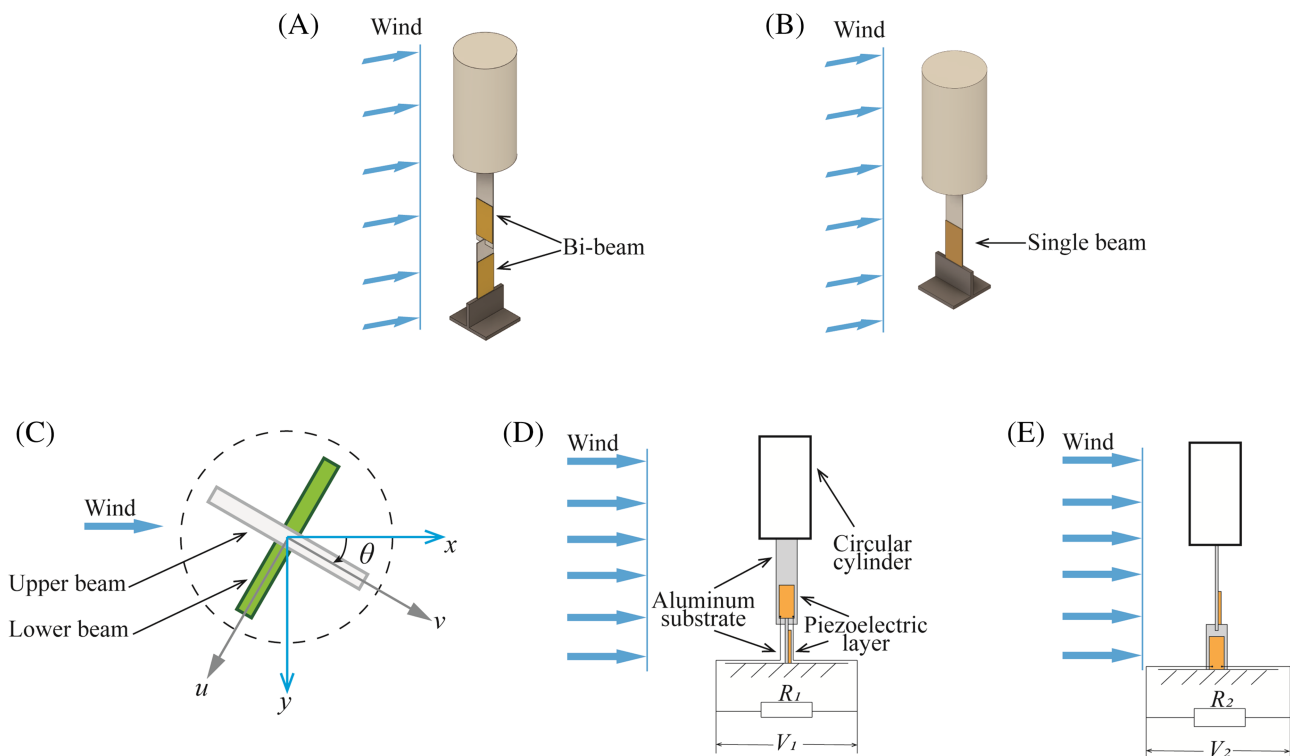 (A)
Wind
Bi-beam
(B)
Wind
Single beam
(C)
Wind
Upper beam
Lower beam
θ
x
v
u
y
(D)
Wind
Circular
cylinder
Aluminum
substrate
Piezoelectric
layer
R₁
V₁
(E)
Wind
R₂
V₂